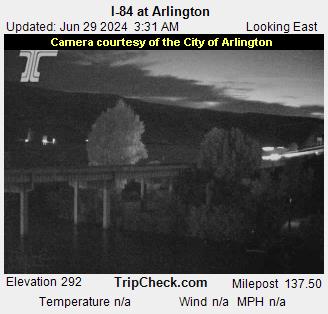 I-84 at Arlington
Updated: Jun 29 2024 3:31 AM Looking East
Camera courtesy of the City of Arlington
Elevation 292 TripCheck.com Milepost 137.50
Temperature n/a Wind n/a MPH n/a